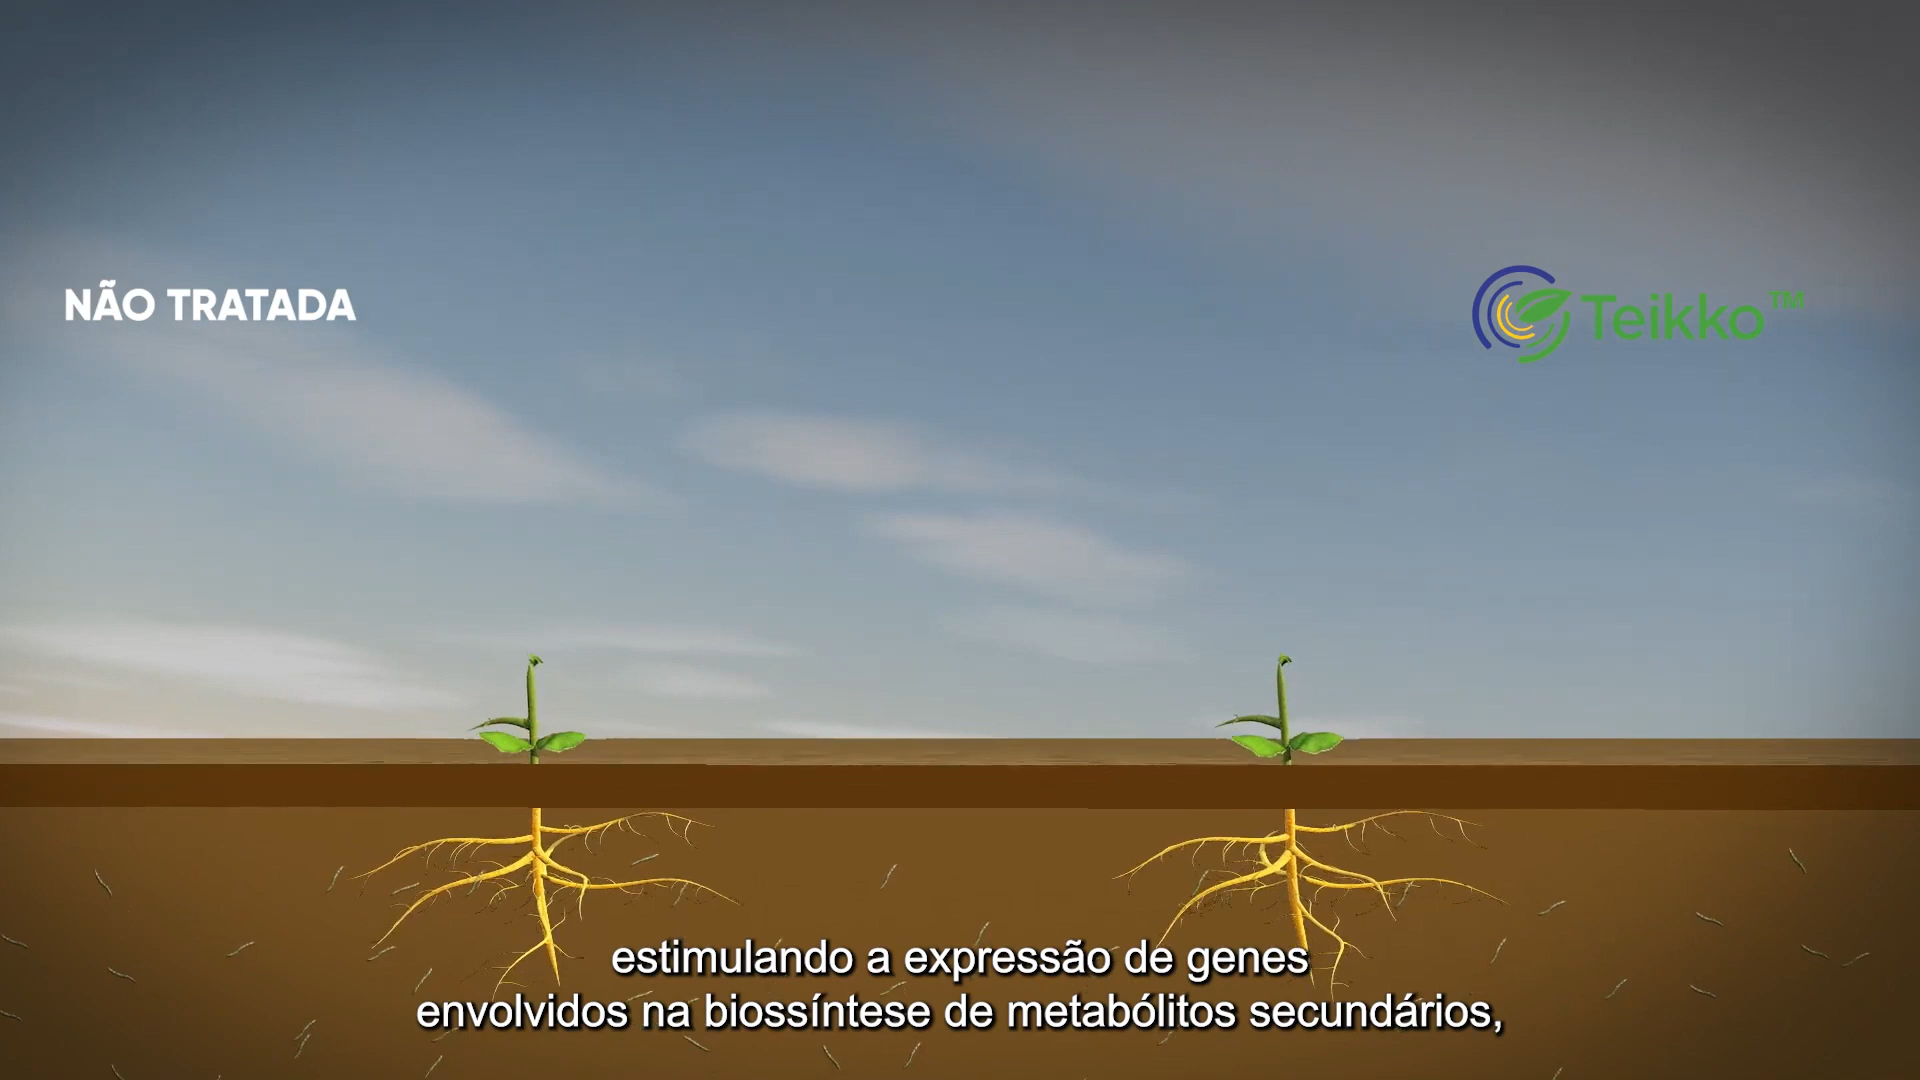 NÃO TRATADA
Teikko™
estimulando a expressão de genes
envolvidos na biossíntese de metabólitos secundários,